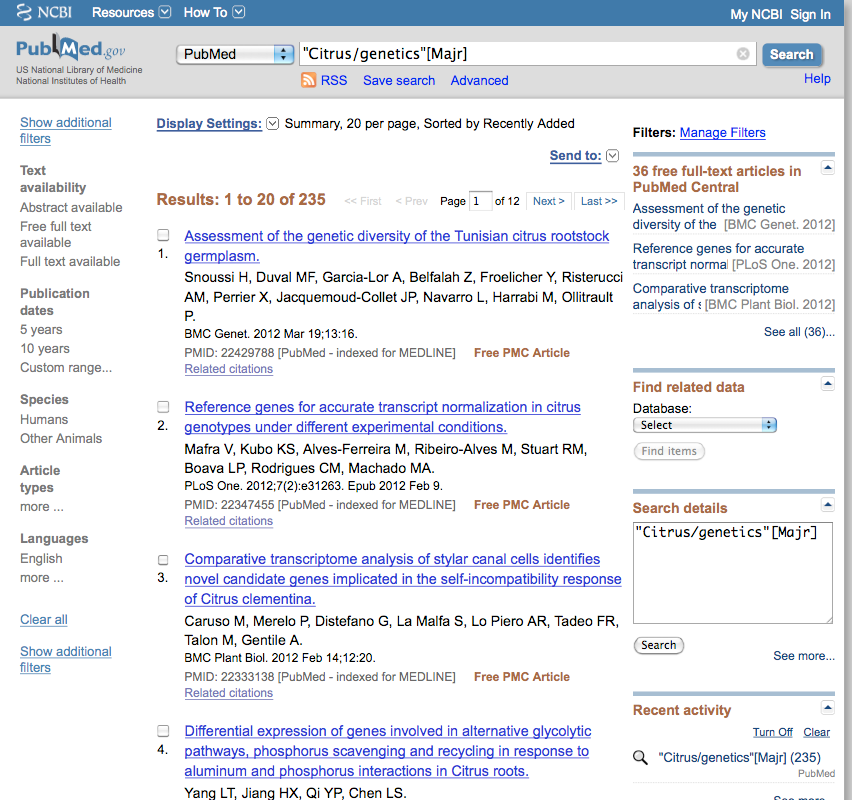 NCBI Resources How To My NCBI Sign In
PubMed.gov
US National Library of Medicine
National Institutes of Health
PubMed "Citrus/genetics"[Majr] Search
RSS Save search Advanced Help
Show additional
filters
Text
availability
Abstract available
Free full text
available
Full text available
Publication
dates
5 years
10 years
Custom range...
Species
Humans
Other Animals
Article
types
more ...
Languages
English
more ...
Clear all
Show additional
filters
Display Settings: Summary, 20 per page, Sorted by Recently Added
Send to:
Results: 1 to 20 of 235 << First < Prev Page 1 of 12 Next > Last >>
Assessment of the genetic diversity of the Tunisian citrus rootstock
1. germplasm.
Snoussi H, Duval MF, Garcia-Lor A, Belfalah Z, Froelicher Y, Risterucci
AM, Perrier X, Jacquemoud-Collet JP, Navarro L, Harrabi M, Ollitrault
P.
BMC Genet. 2012 Mar 19;13:16.
PMID: 22429788 [PubMed - indexed for MEDLINE] Free PMC Article
Related citations
Reference genes for accurate transcript normalization in citrus
2. genotypes under different experimental conditions.
Mafra V, Kubo KS, Alves-Ferreira M, Ribeiro-Alves M, Stuart RM,
Boava LP, Rodrigues CM, Machado MA.
PLoS One. 2012;7(2):e31263. Epub 2012 Feb 9.
PMID: 22347455 [PubMed - indexed for MEDLINE] Free PMC Article
Related citations
Comparative transcriptome analysis of stylar canal cells identifies
3. novel candidate genes implicated in the self-incompatibility response
of Citrus clementina.
Caruso M, Merelo P, Distefano G, La Malfa S, Lo Piero AR, Tadeo FR,
Talon M, Gentile A.
BMC Plant Biol. 2012 Feb 14;12:20.
PMID: 22333138 [PubMed - indexed for MEDLINE] Free PMC Article
Related citations
Differential expression of genes involved in alternative glycolytic
4. pathways, phosphorus scavenging and recycling in response to
aluminum and phosphorus interactions in Citrus roots.
Yang LT, Jiang HX, Qi YP, Chen LS.
Filters: Manage Filters
36 free full-text articles in
PubMed Central
Assessment of the genetic
diversity of the [BMC Genet. 2012]
Reference genes for accurate
transcript normal [PLoS One. 2012]
Comparative transcriptome
analysis of s [BMC Plant Biol. 2012]
See all (36)...
Find related data
Database:
Select
Find items
Search details
"Citrus/genetics"[Majr]
Search
See more...
Recent activity
Turn Off Clear
"Citrus/genetics"[Majr] (235)
PubMed
See more...